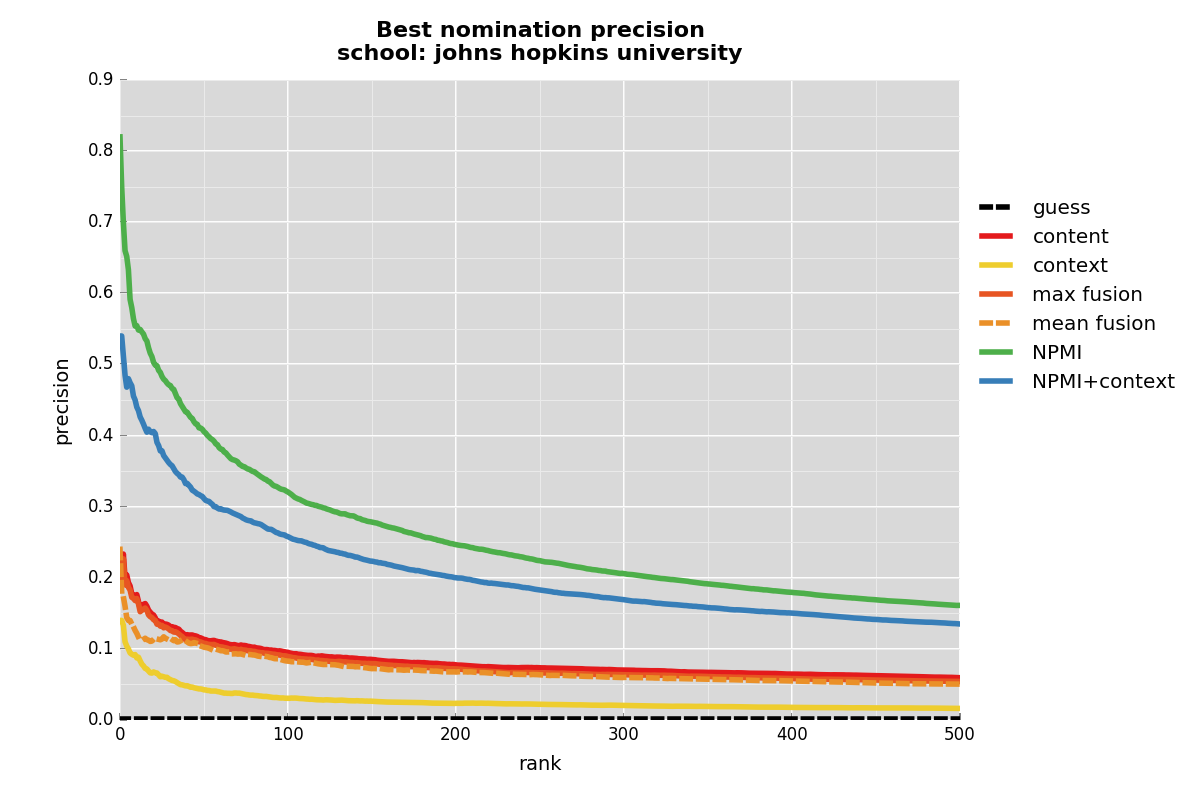 Best nomination precision
school: johns hopkins university
precision
0.9
0.8
0.7
0.6
0.5
0.4
0.3
0.2
0.1
0.0
0
100
200
300
400
500
rank
guess
content
context
max fusion
mean fusion
NPMI
NPMI+context